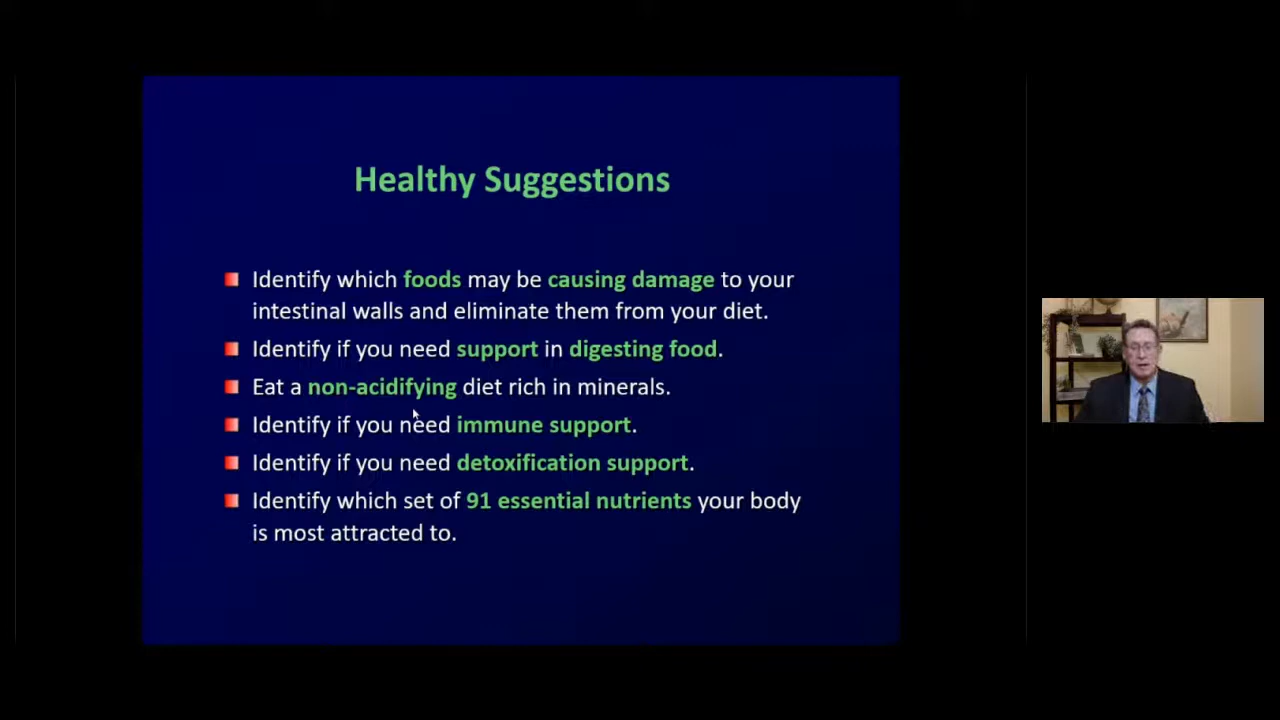 Healthy Suggestions
Identify which foods may be causing damage to your
intestinal walls and eliminate them from your diet.
Identify if you need support in digesting food.
Eat a non-acidifying diet rich in minerals.
Identify if you need immune support.
Identify if you need detoxification support.
Identify which set of 91 essential nutrients your body
is most attracted to.